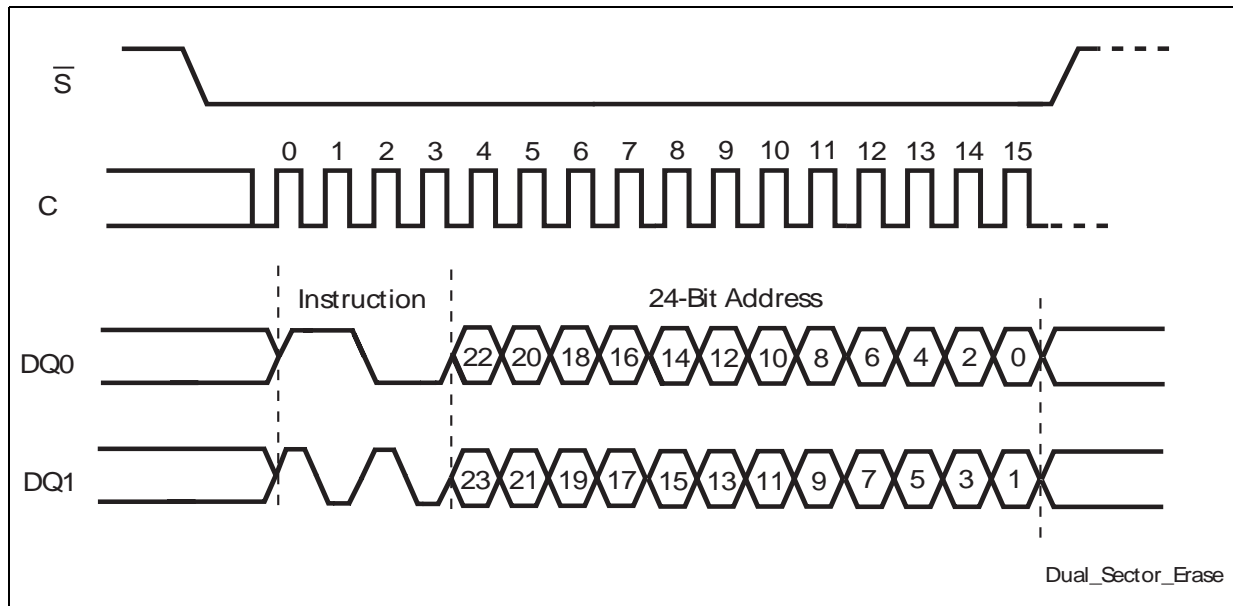 S̅
0 1 2 3 4 5 6 7 8 9 10 11 12 13 14 15
C
Instruction 24-Bit Address
DQ0 22 20 18 16 14 12 10 8 6 4 2 0
DQ1 23 21 19 17 15 13 11 9 7 5 3 1
Dual_Sector_Erase